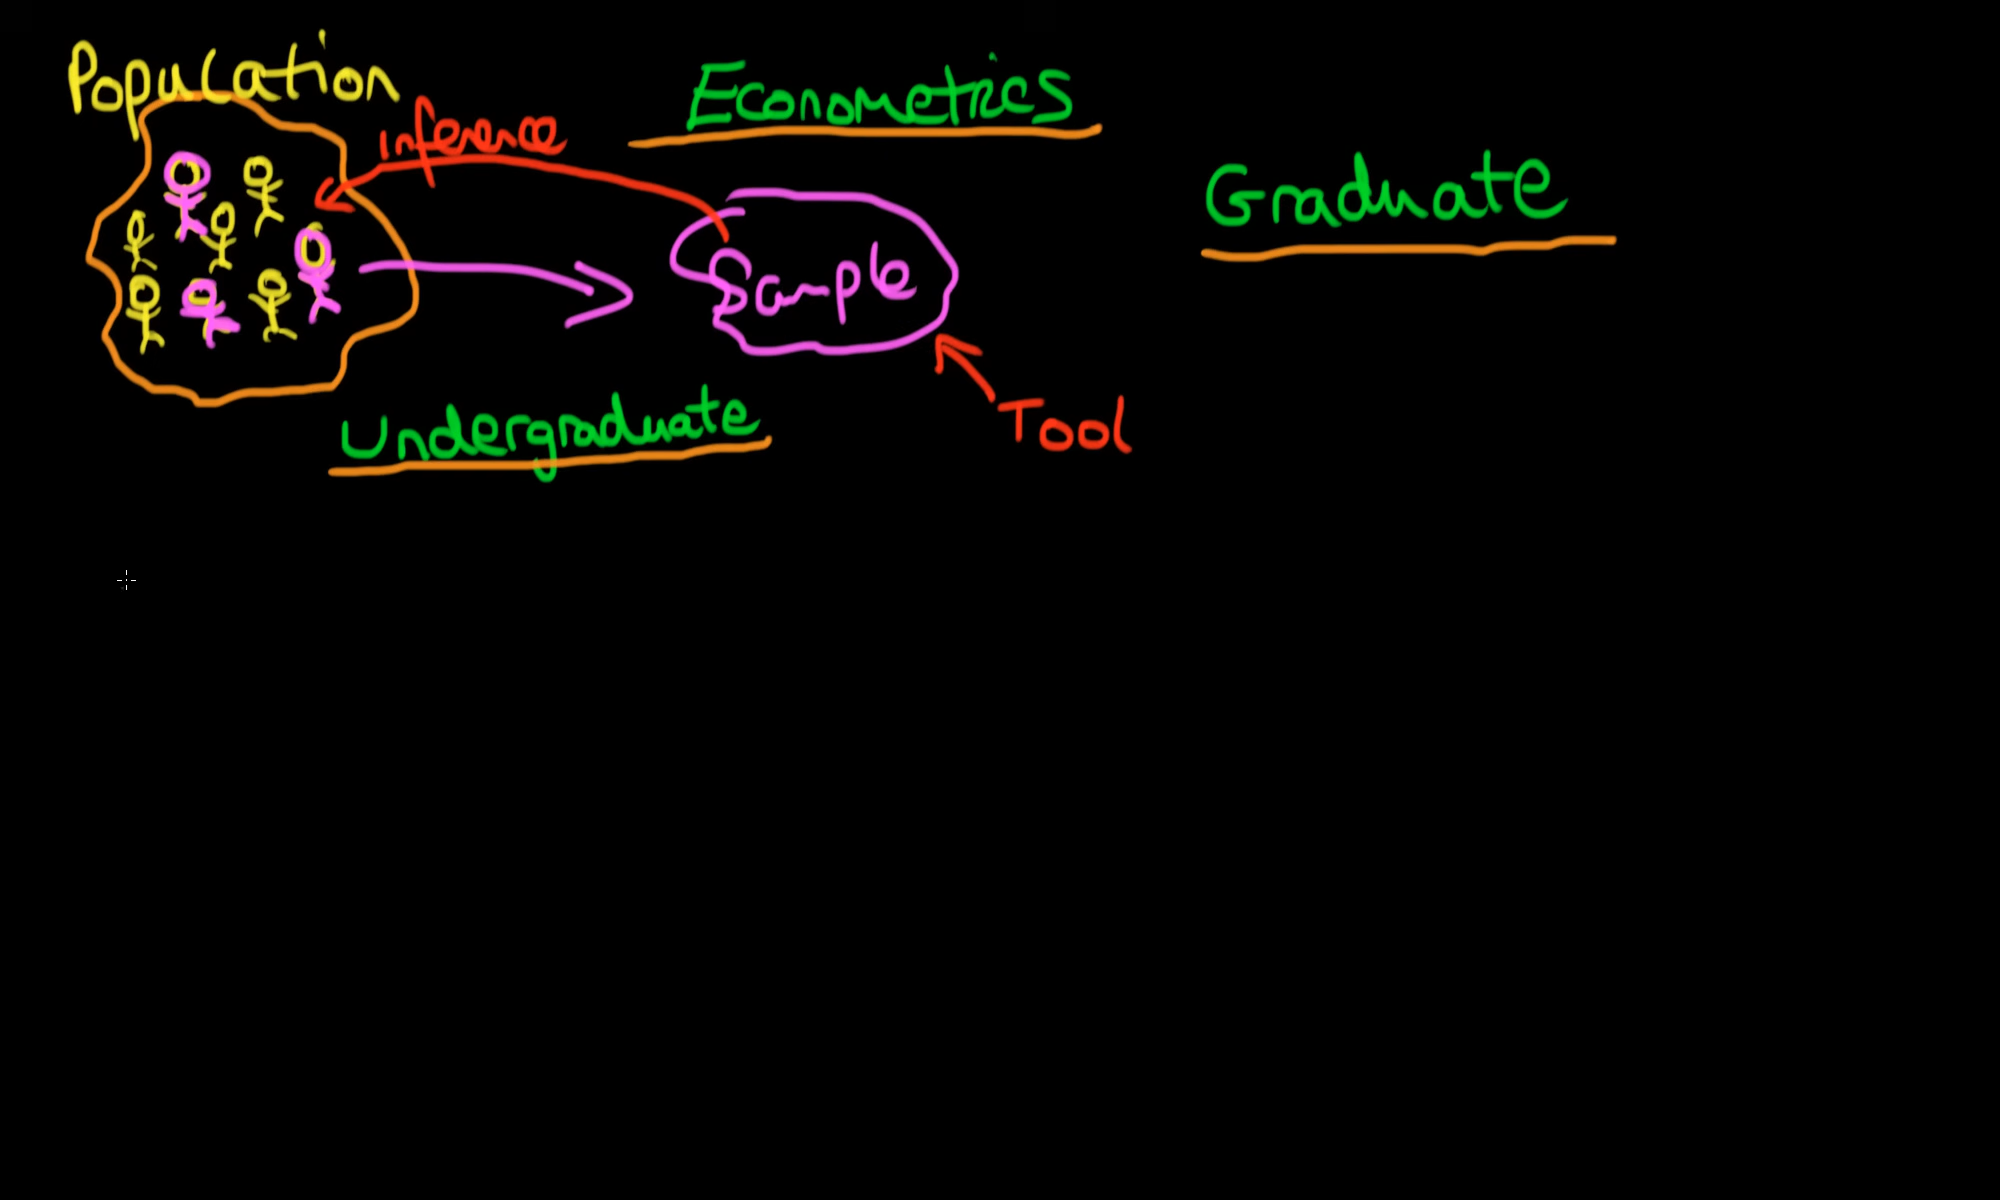 Population
Econometrics
inference
Graduate
Sample
Undergraduate
Tool